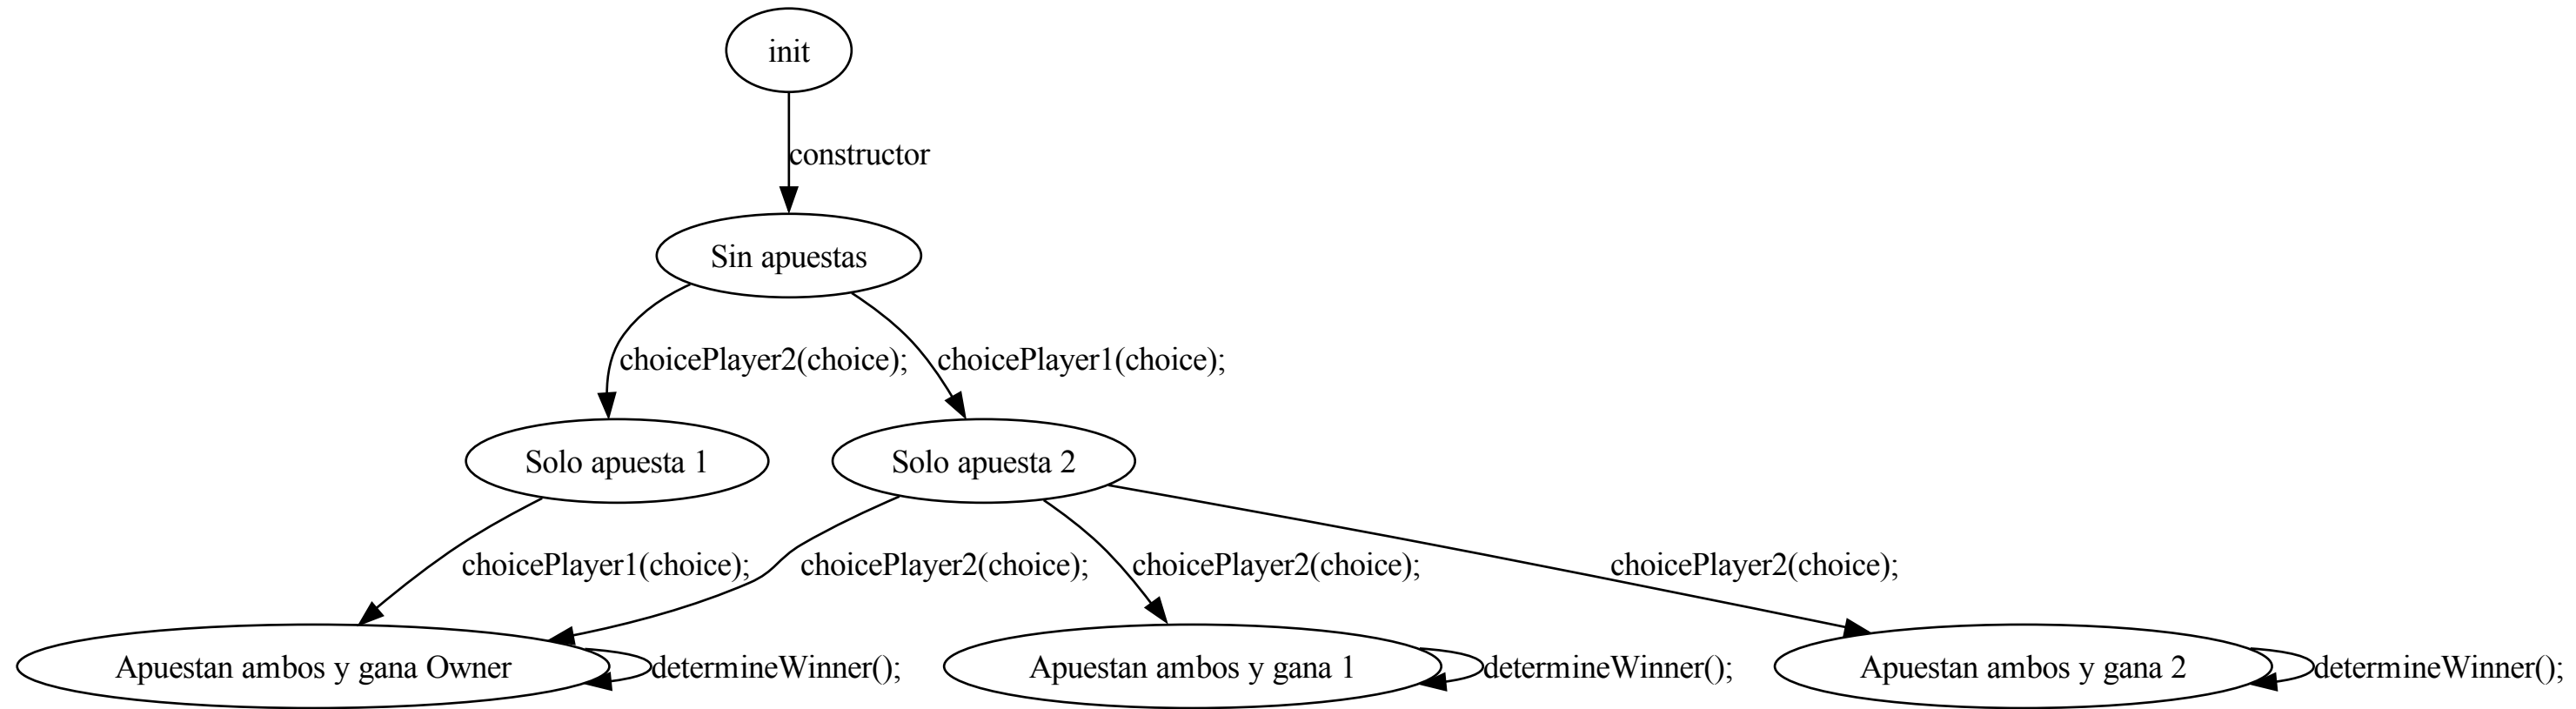 init
constructor
Sin apuestas
choicePlayer2(choice);
choicePlayer1(choice);
Solo apuesta 1
Solo apuesta 2
choicePlayer1(choice);
choicePlayer2(choice);
choicePlayer2(choice);
choicePlayer2(choice);
Apuestan ambos y gana Owner
determineWinner();
Apuestan ambos y gana 1
determineWinner();
Apuestan ambos y gana 2
determineWinner();